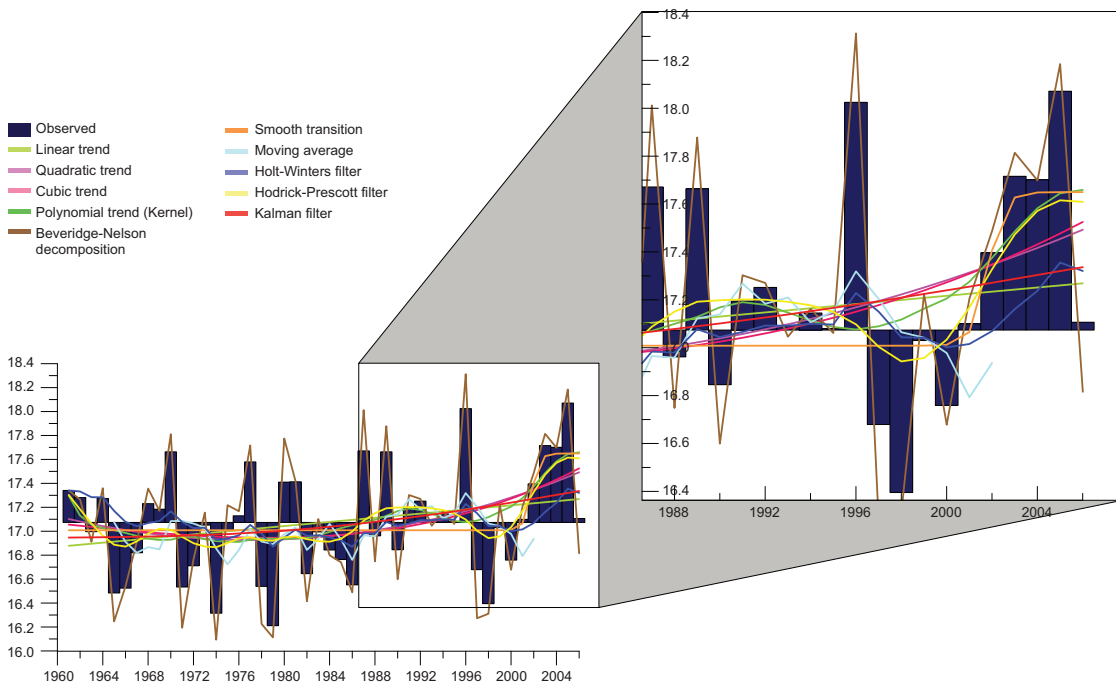 18.4
18.2
18.0
17.8
17.6
17.4
17.2
17.0
16.8
16.6
16.4
1988 1992 1996 2000 2004
Observed
Linear trend
Quadratic trend
Cubic trend
Polynomial trend (Kernel)
Beveridge-Nelson
decomposition
Smooth transition
Moving average
Holt-Winters filter
Hodrick-Prescott filter
Kalman filter
18.4
18.2
18.0
17.8
17.6
17.4
17.2
17.0
16.8
16.6
16.4
16.2
16.0
1960 1964 1968 1972 1976 1980 1984 1988 1992 1996 2000 2004